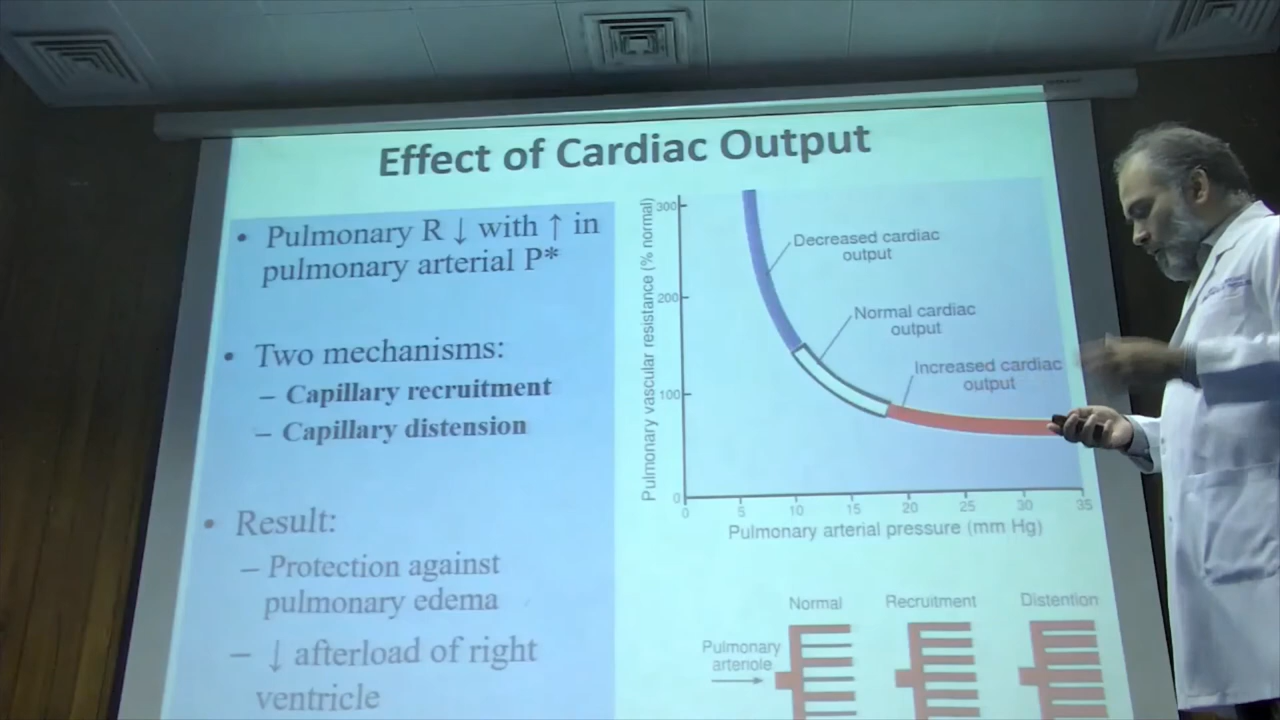 Effect of Cardiac Output
• Pulmonary R ↓ with ↑ in
pulmonary arterial P*
• Two mechanisms:
– Capillary recruitment
– Capillary distension
• Result:
– Protection against
pulmonary edema
– ↓ afterload of right
ventricle
Pulmonary vascular resistance (% normal)
300
200
100
0
Decreased cardiac
output
Normal cardiac
output
Increased cardiac
output
0 5 10 15 20 25 30 35
Pulmonary arterial pressure (mm Hg)
Normal Recruitment Distention
Pulmonary
arteriole